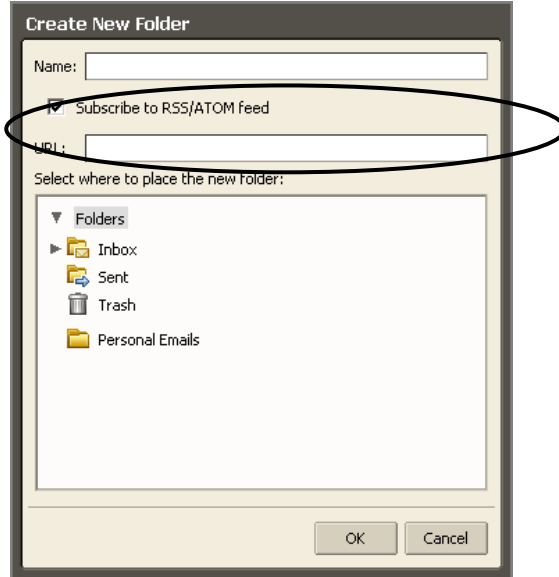 Create New Folder
Name:
Subscribe to RSS/ATOM feed
URL:
Select where to place the new folder:
Folders
Inbox
Sent
Trash
Personal Emails
OK Cancel